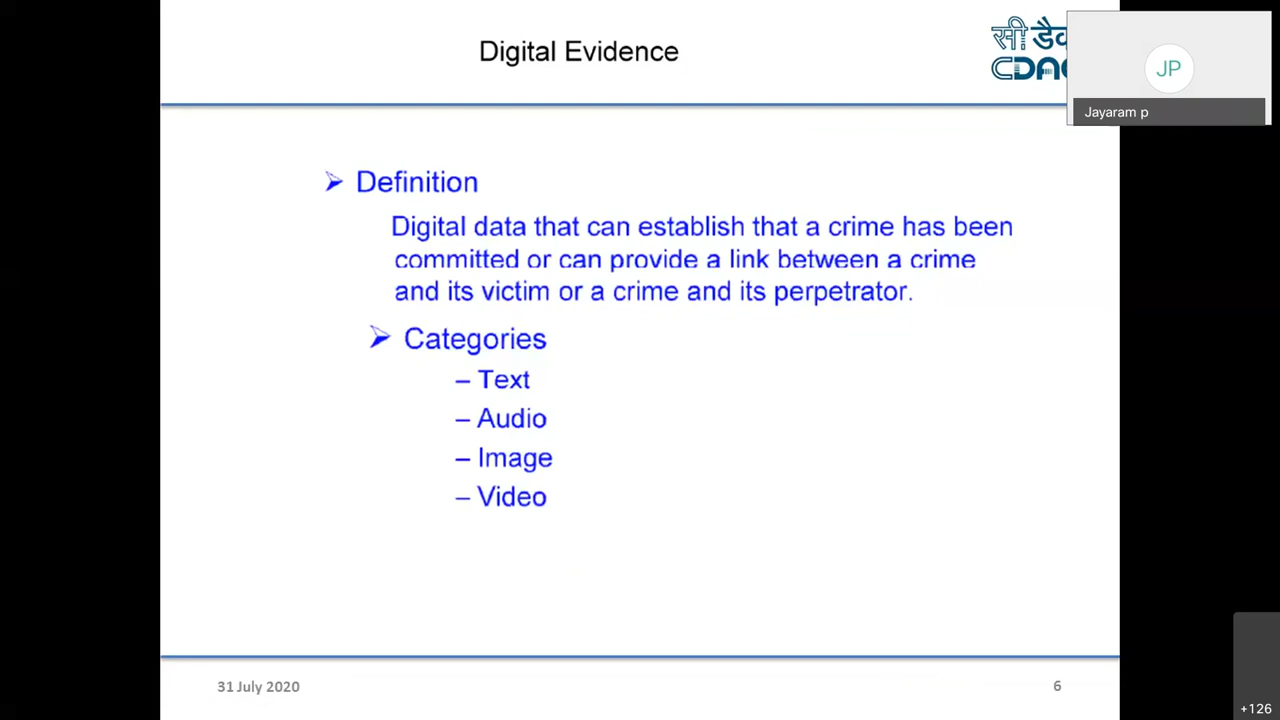 Digital Evidence
सी डैक
CDAC
JP
Jayaram p
➢ Definition
Digital data that can establish that a crime has been
committed or can provide a link between a crime
and its victim or a crime and its perpetrator.
➢ Categories
– Text
– Audio
– Image
– Video
31 July 2020
6
+126